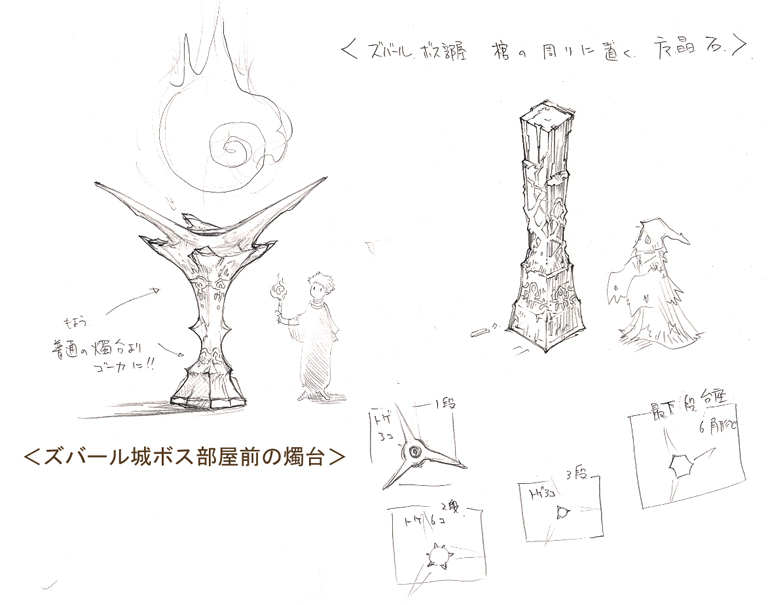 <ズバール ボス部屋 棺の周りに置く 灰晶石>
もよう
普通の燭台より
ゴーカに!!
<ズバール城ボス部屋前の燭台>
1段
トゲ
3コ
2段
トゲ6コ
3段
トゲ3コ
最下段台座
6角形